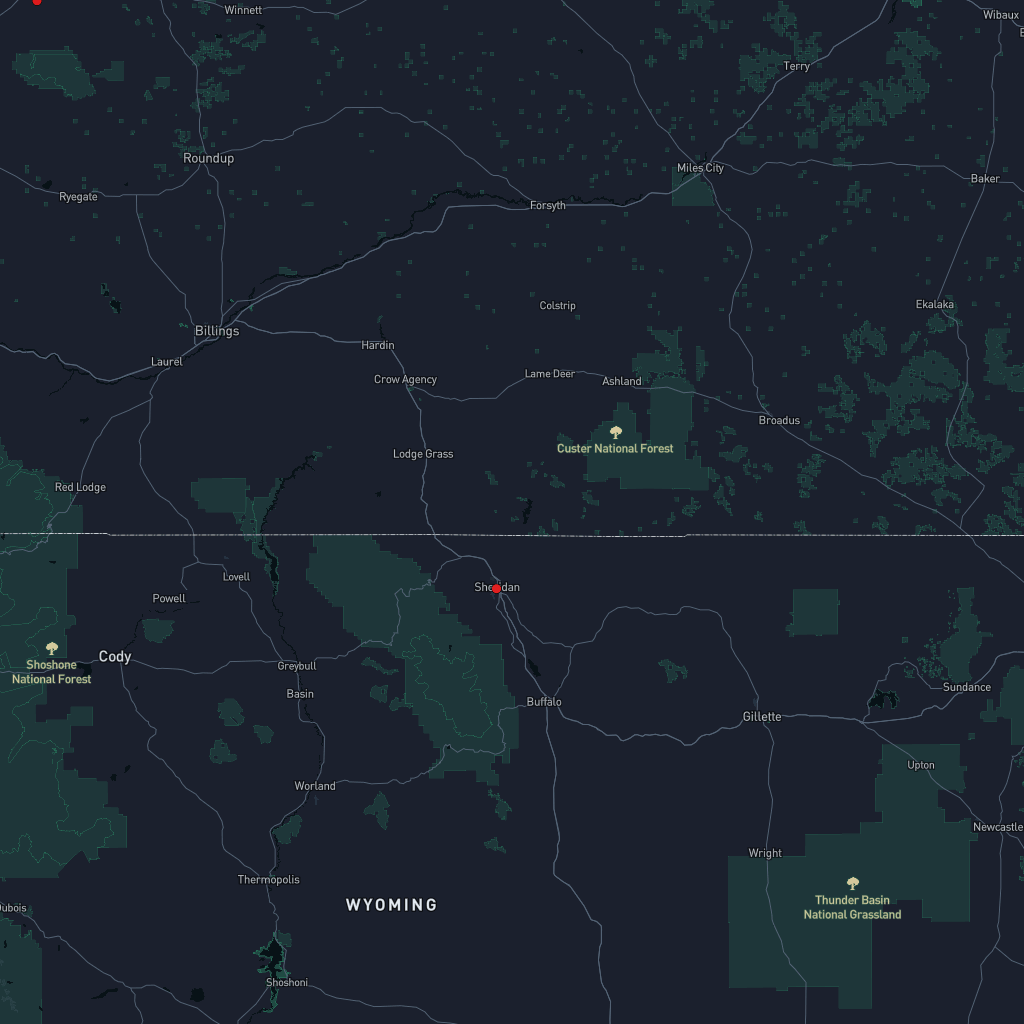 Winnett
Wibaux
Terry
Roundup
Miles City
Baker
Ryegate
Forsyth
Colstrip
Ekalaka
Billings
Hardin
Laurel
Crow Agency
Lame Deer
Ashland
Broadus
Custer National Forest
Lodge Grass
Red Lodge
Lovell
Sheridan
Powell
Cody
Shoshone
National Forest
Greybull
Basin
Buffalo
Sundance
Gillette
Upton
Worland
Newcastle
Wright
Thermopolis
WYOMING
Thunder Basin
National Grassland
Dubois
Shoshoni